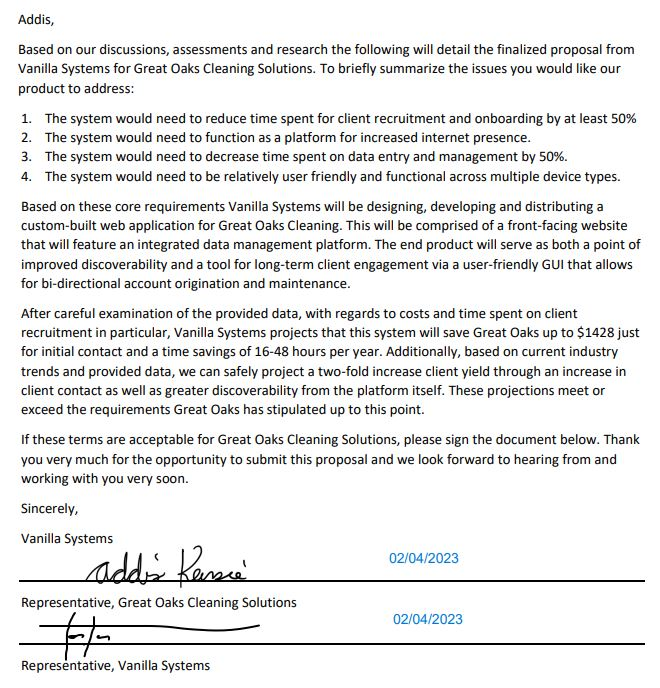 Addis,
Based on our discussions, assessments and research the following will detail the finalized proposal from
Vanilla Systems for Great Oaks Cleaning Solutions. To briefly summarize the issues you would like our
product to address:
1. The system would need to reduce time spent for client recruitment and onboarding by at least 50%
2. The system would need to function as a platform for increased internet presence.
3. The system would need to decrease time spent on data entry and management by 50%.
4. The system would need to be relatively user friendly and functional across multiple device types.
Based on these core requirements Vanilla Systems will be designing, developing and distributing a
custom-built web application for Great Oaks Cleaning. This will be comprised of a front-facing website
that will feature an integrated data management platform. The end product will serve as both a point of
improved discoverability and a tool for long-term client engagement via a user-friendly GUI that allows
for bi-directional account origination and maintenance.
After careful examination of the provided data, with regards to costs and time spent on client
recruitment in particular, Vanilla Systems projects that this system will save Great Oaks up to $1428 just
for initial contact and a time savings of 16-48 hours per year. Additionally, based on current industry
trends and provided data, we can safely project a two-fold increase client yield through an increase in
client contact as well as greater discoverability from the platform itself. These projections meet or
exceed the requirements Great Oaks has stipulated up to this point.
If these terms are acceptable for Great Oaks Cleaning Solutions, please sign the document below. Thank
you very much for the opportunity to submit this proposal and we look forward to hearing from and
working with you very soon.
Sincerely,
Vanilla Systems
addis 02/04/2023
Representative, Great Oaks Cleaning Solutions
02/04/2023
Representative, Vanilla Systems